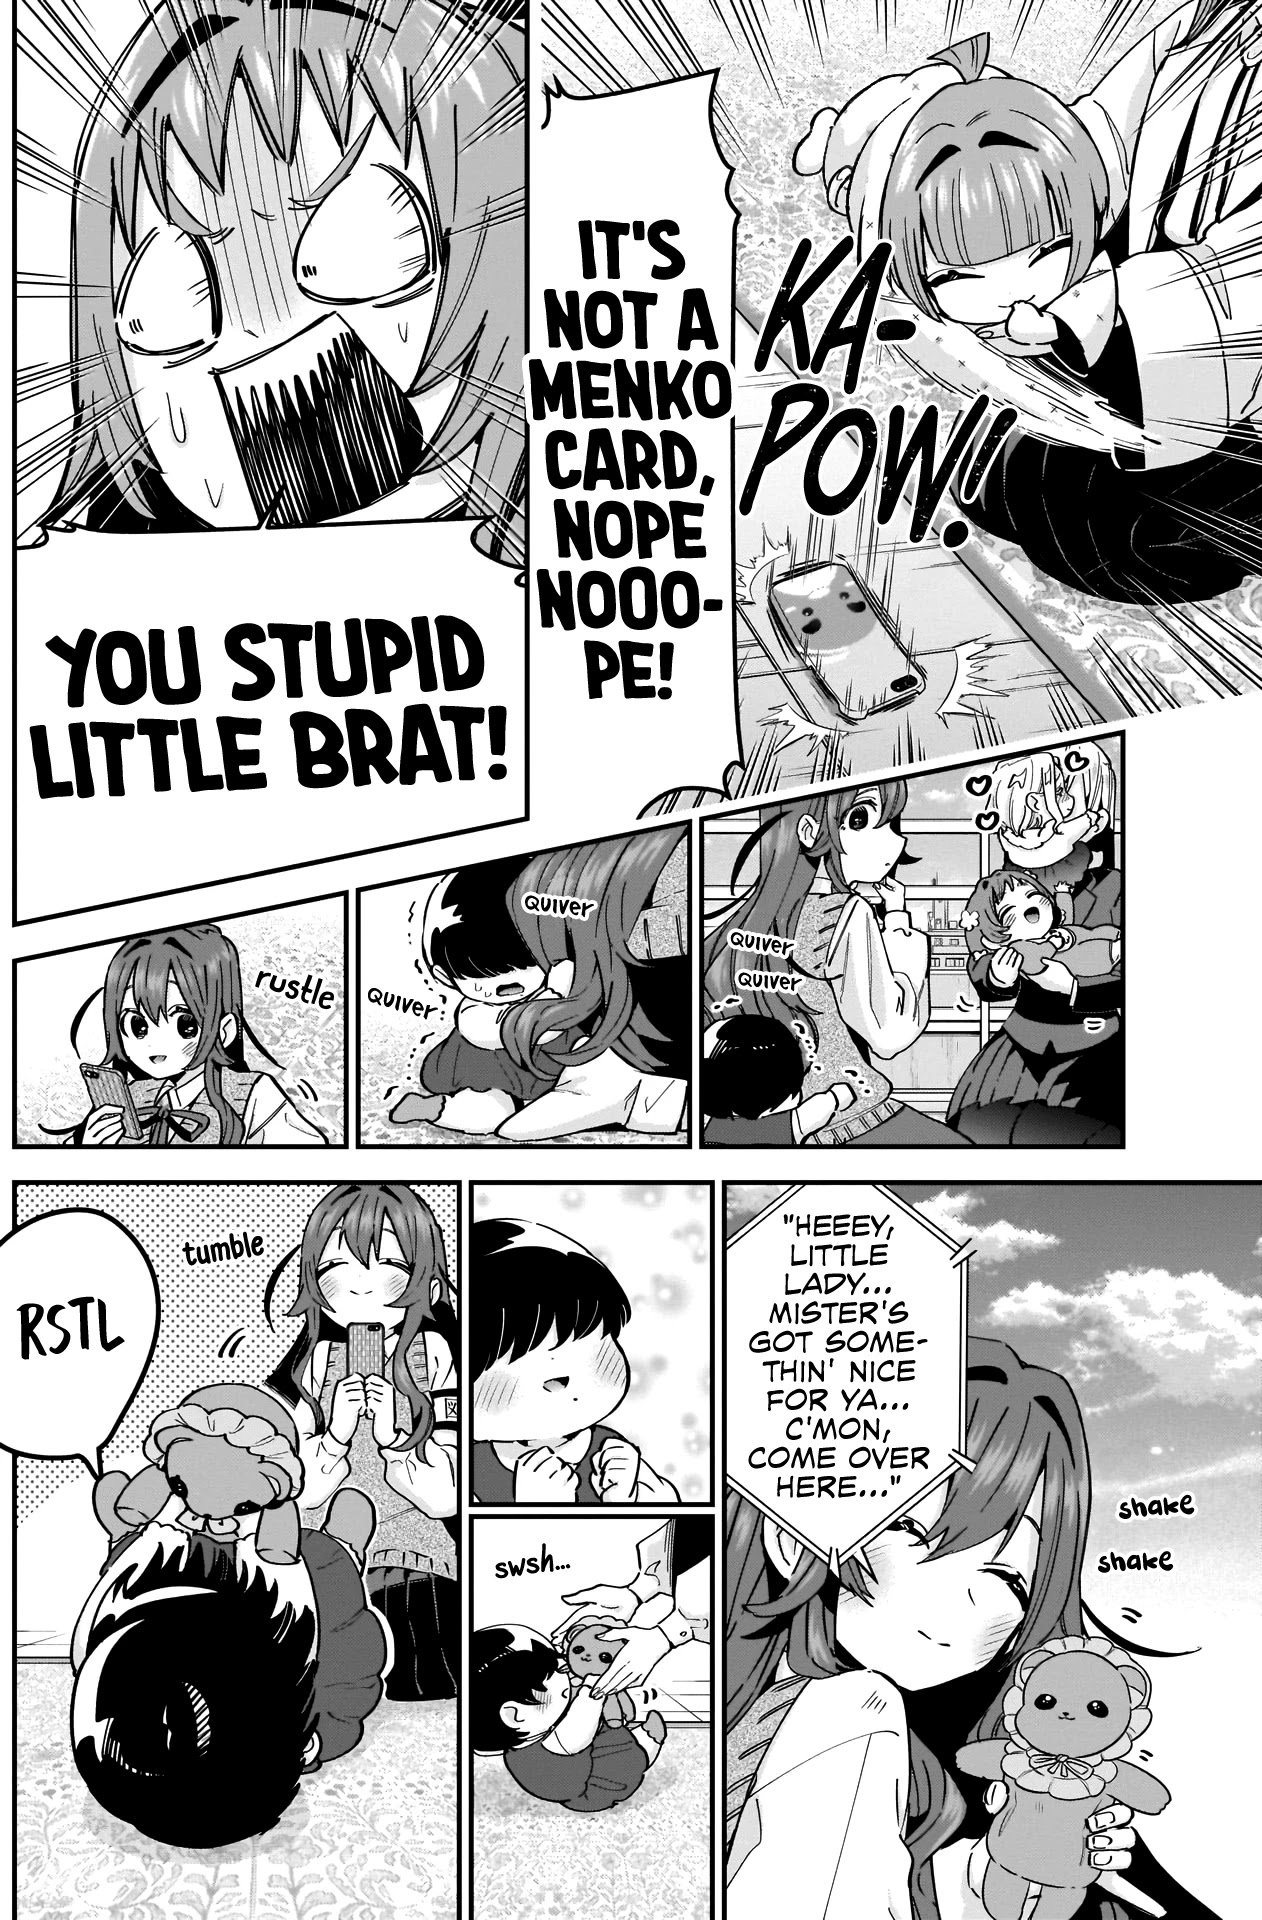 KA-
POW!!
IT'S
NOT A
MENKO
CARD,
NOPE
NOOO-
PE!
YOU STUPID
LITTLE BRAT!
QUIVER
QUIVER
QUIVER
QUIVER
rustle
"HEEEY,
LITTLE
LADY...
MISTER'S
GOT SOME-
THIN' NICE
FOR YA...
C'MON,
COME OVER
HERE..."
shake
shake
swsh...
tumble
RSTL
図